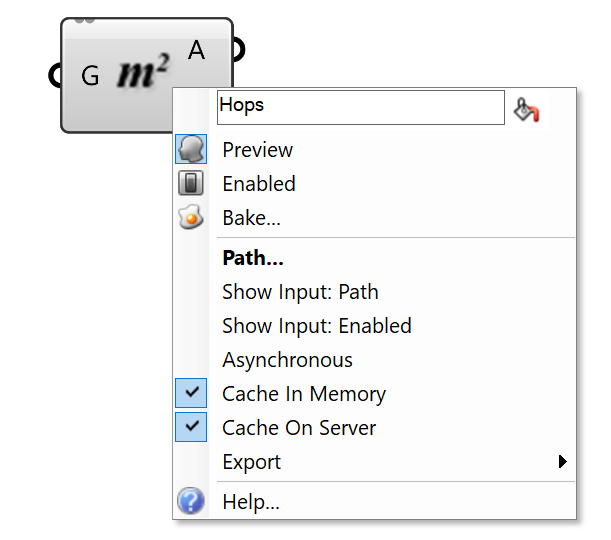 G m² A
Hops
Preview
Enabled
Bake...
Path...
Show Input: Path
Show Input: Enabled
Asynchronous
Cache In Memory
Cache On Server
Export
Help...